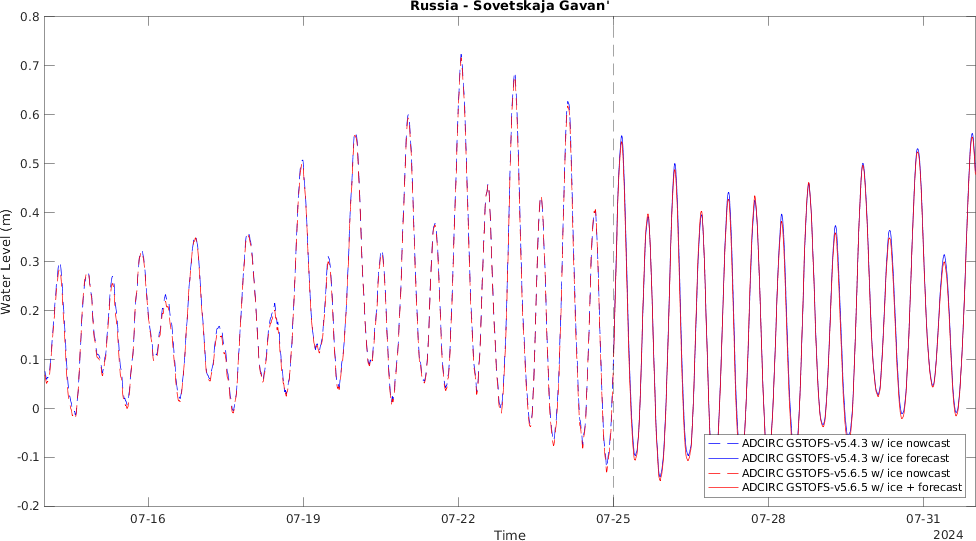 Russia - Sovetskaja Gavan'
0.8
0.7
0.6
0.5
0.4
0.3
0.2
0.1
0
-0.1
-0.2
Water Level (m)
ADCIRC GSTOFS-v5.4.3 w/ ice nowcast
ADCIRC GSTOFS-v5.4.3 w/ ice forecast
ADCIRC GSTOFS-v5.6.5 w/ ice nowcast
ADCIRC GSTOFS-v5.6.5 w/ ice + forecast
07-16 07-19 07-22 07-25 07-28 07-31
Time
2024